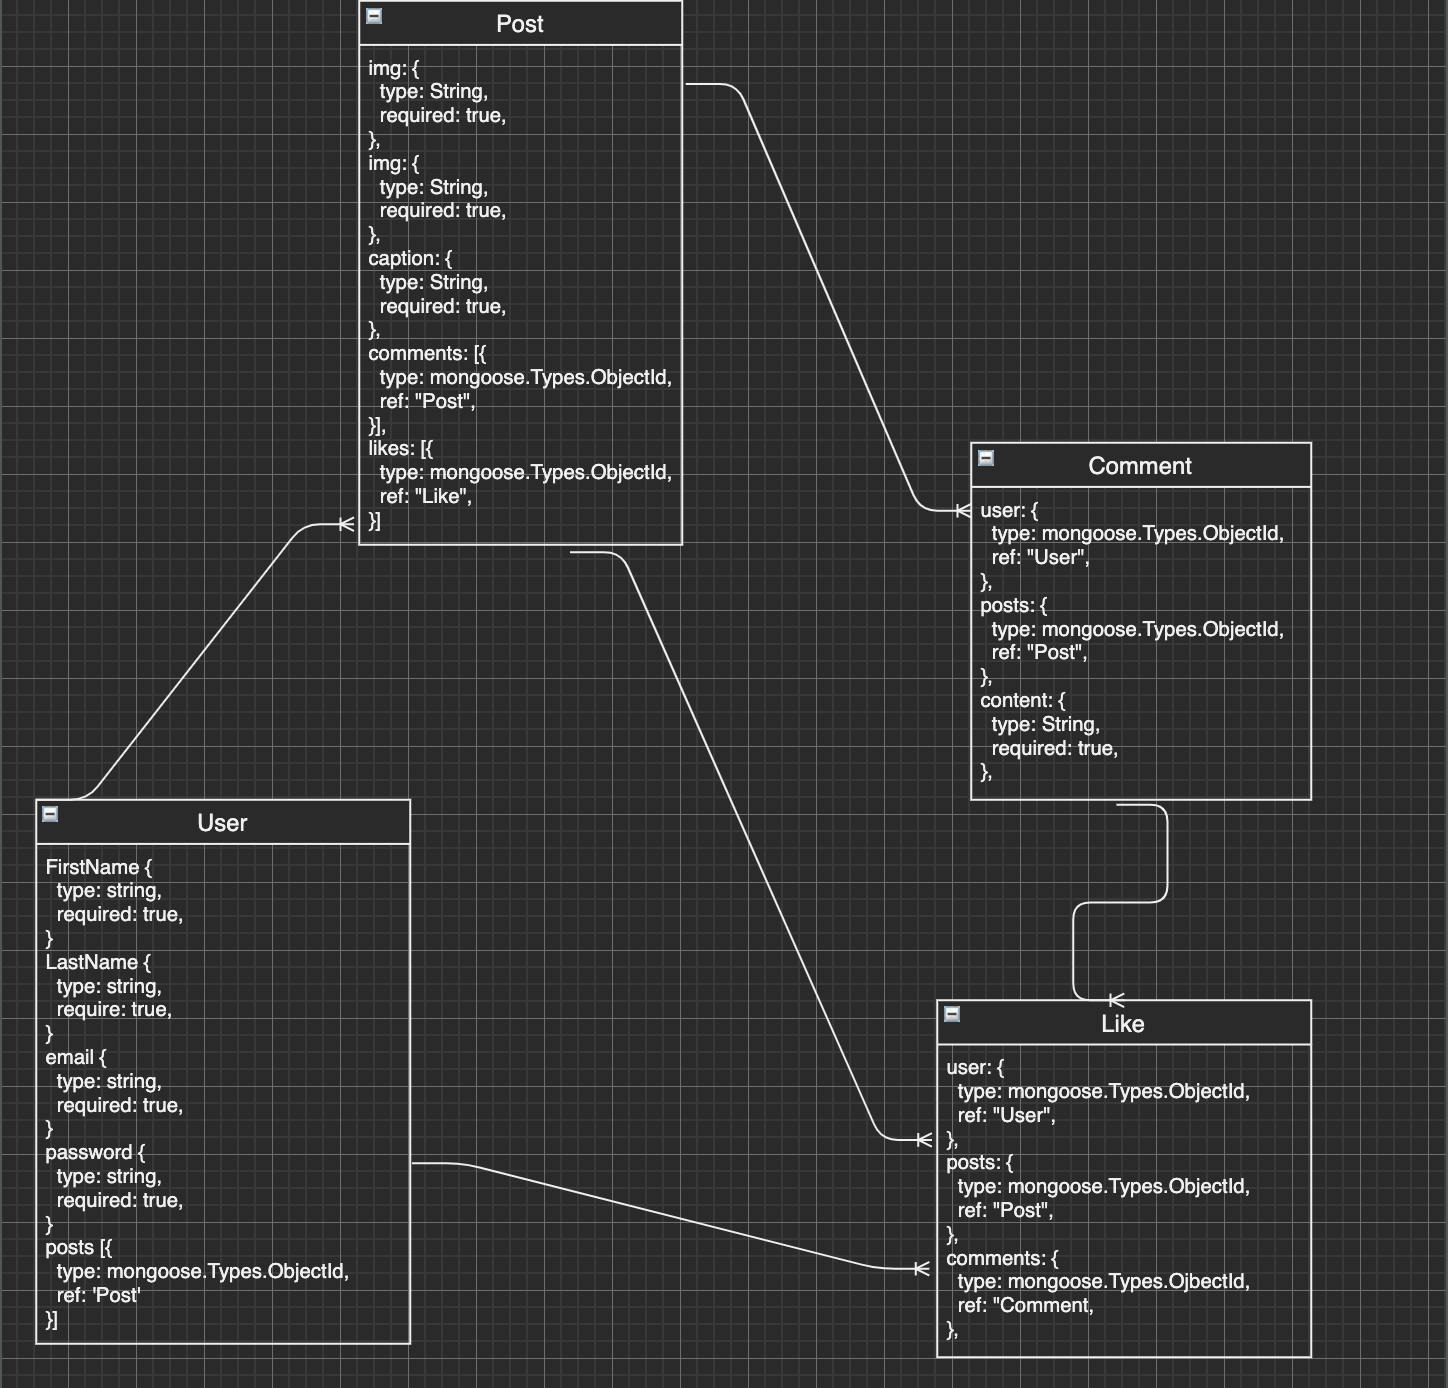 Post
img: {
type: String,
required: true,
},
img: {
type: String,
required: true,
},
caption: {
type: String,
required: true,
},
comments: [{
type: mongoose.Types.ObjectId,
ref: "Post",
}],
likes: [{
type: mongoose.Types.ObjectId,
ref: "Like",
}]
Comment
user: {
type: mongoose.Types.ObjectId,
ref: "User",
},
posts: {
type: mongoose.Types.ObjectId,
ref: "Post",
},
content: {
type: String,
required: true,
},
User
FirstName {
type: string,
required: true,
}
LastName {
type: string,
require: true,
}
email {
type: string,
required: true,
}
password {
type: string,
required: true,
}
posts [{
type: mongoose.Types.ObjectId,
ref: 'Post'
}]
Like
user: {
type: mongoose.Types.ObjectId,
ref: "User",
},
posts: {
type: mongoose.Types.ObjectId,
ref: "Post",
},
comments: {
type: mongoose.Types.OjbectId,
ref: "Comment,
},